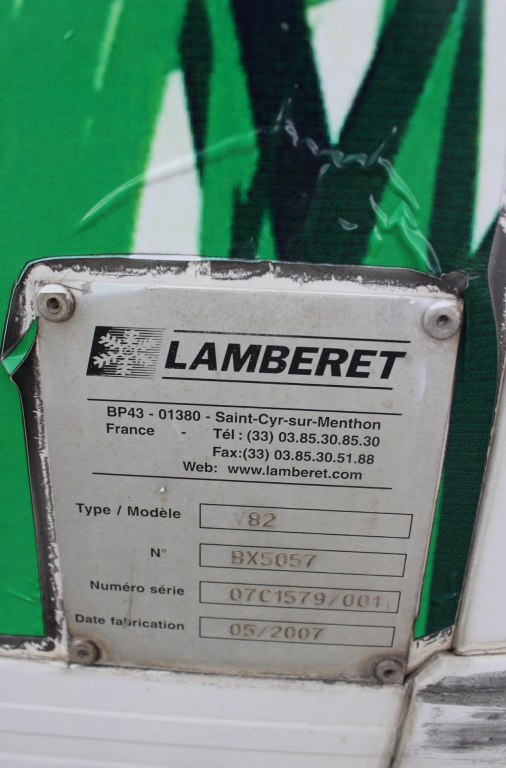 LAMBERET
BP43 - 01380 - Saint-Cyr-sur-Menthon
France - Tél : (33) 03.85.30.85.30
Fax:(33) 03.85.30.51.88
Web: www.lamberet.com
Type / Modèle V82
N° BX5057
Numéro série 07C1579/001
Date fabrication 05/2007